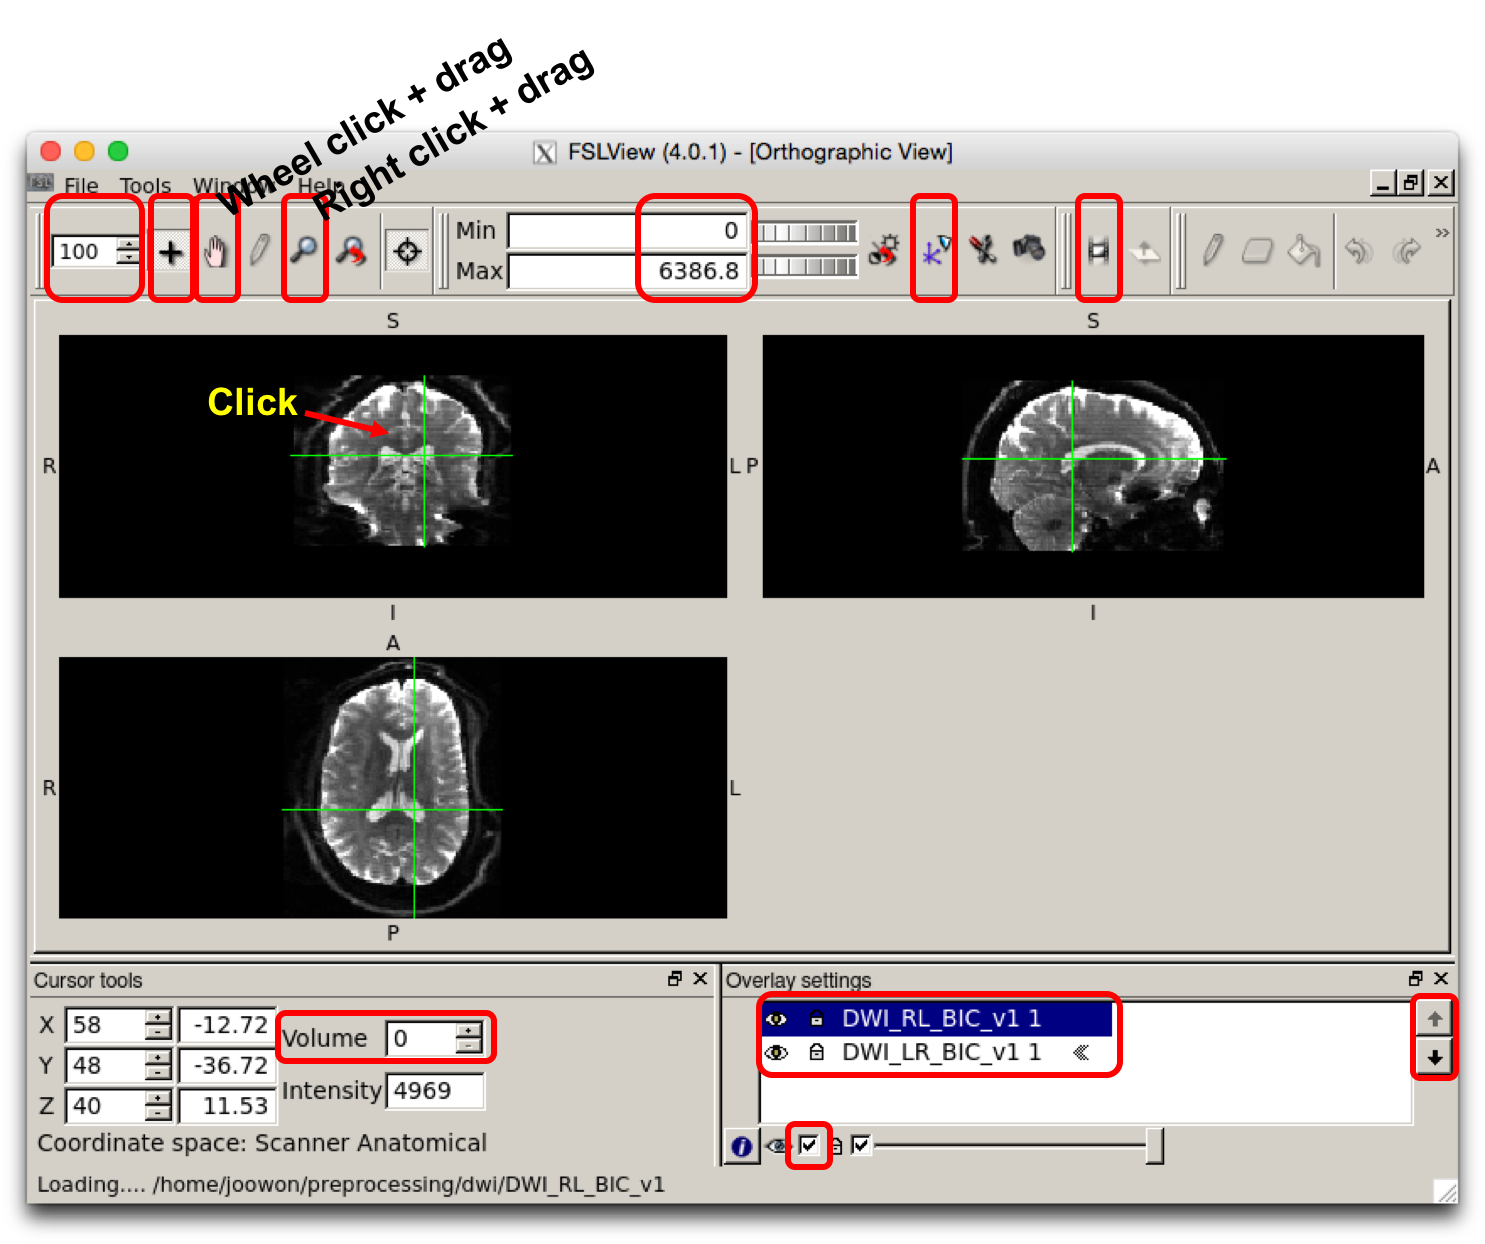 Wheel click + drag
Right click + drag
FSLView (4.0.1) - [Orthographic View]
FSL File Tools Window Help
100
Min 0
Max 6386.8
S
S
Click
R
L P
A
I
I
A
R
L
P
Cursor tools
X 58 -12.72
Y 48 -36.72
Z 40 11.53
Volume 0
Intensity 4969
Coordinate space: Scanner Anatomical
Overlay settings
DWI_RL_BIC_v1 1
DWI_LR_BIC_v1 1
Loading.... /home/joowon/preprocessing/dwi/DWI_RL_BIC_v1